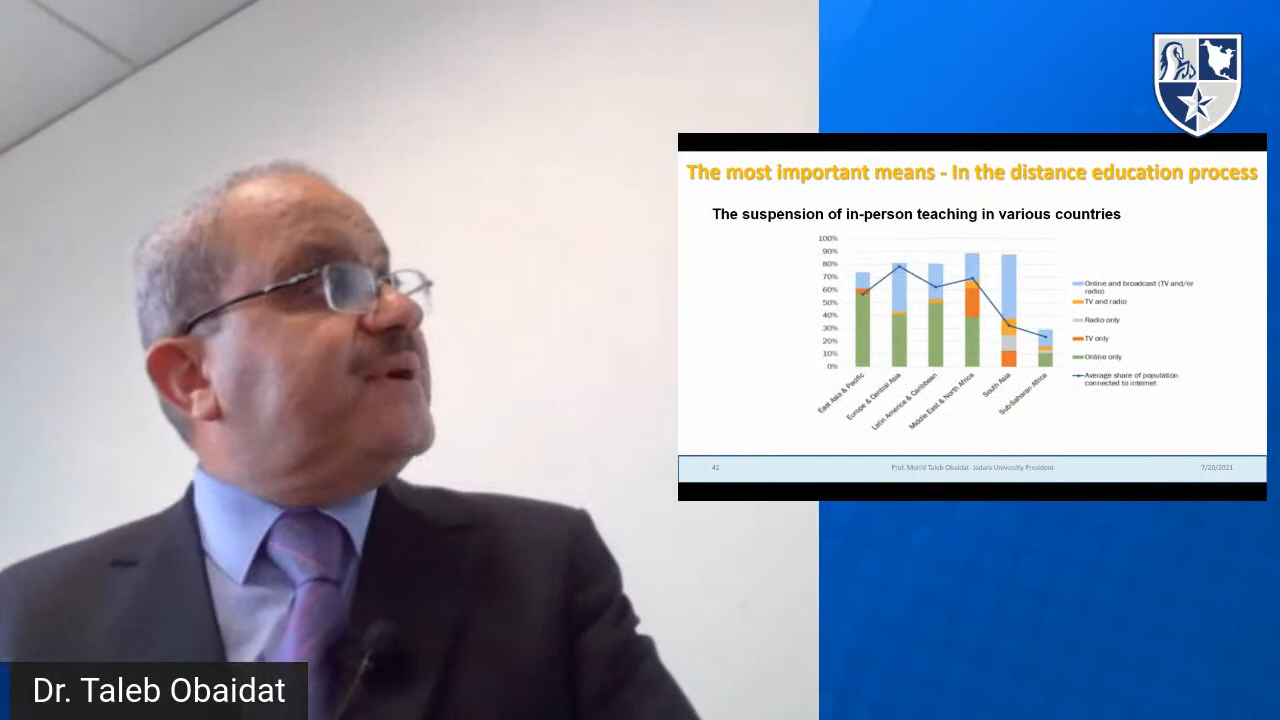 The most important means - In the distance education process
The suspension of in-person teaching in various countries
100%
90%
80%
70%
60%
50%
40%
30%
20%
10%
0%
East Asia & Pacific
Europe & Central Asia
Latin America & Caribbean
Middle East & North Africa
South Asia
Sub-Saharan Africa
Online and broadcast (TV and/or
radio)
TV and radio
Radio only
TV only
Online only
Average share of population
connected to internet
42
Prof. Moh'd Taleb Obaidat- Jadara University President
7/20/2021
Dr. Taleb Obaidat